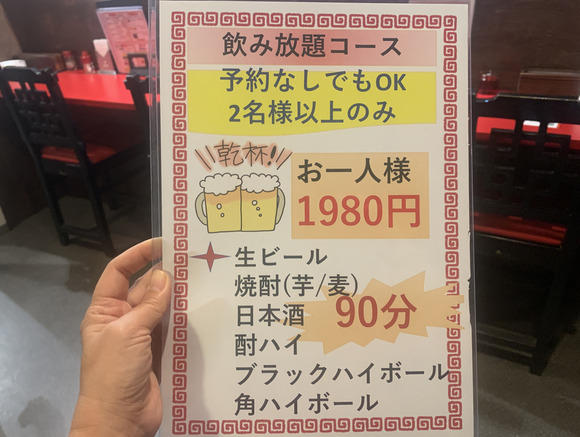 飲み放題コース
予約なしでもOK
2名様以上のみ
乾杯!
お一人様
1980円
生ビール
焼酎(芋/麦)
日本酒
90分
酎ハイ
ブラックハイボール
角ハイボール